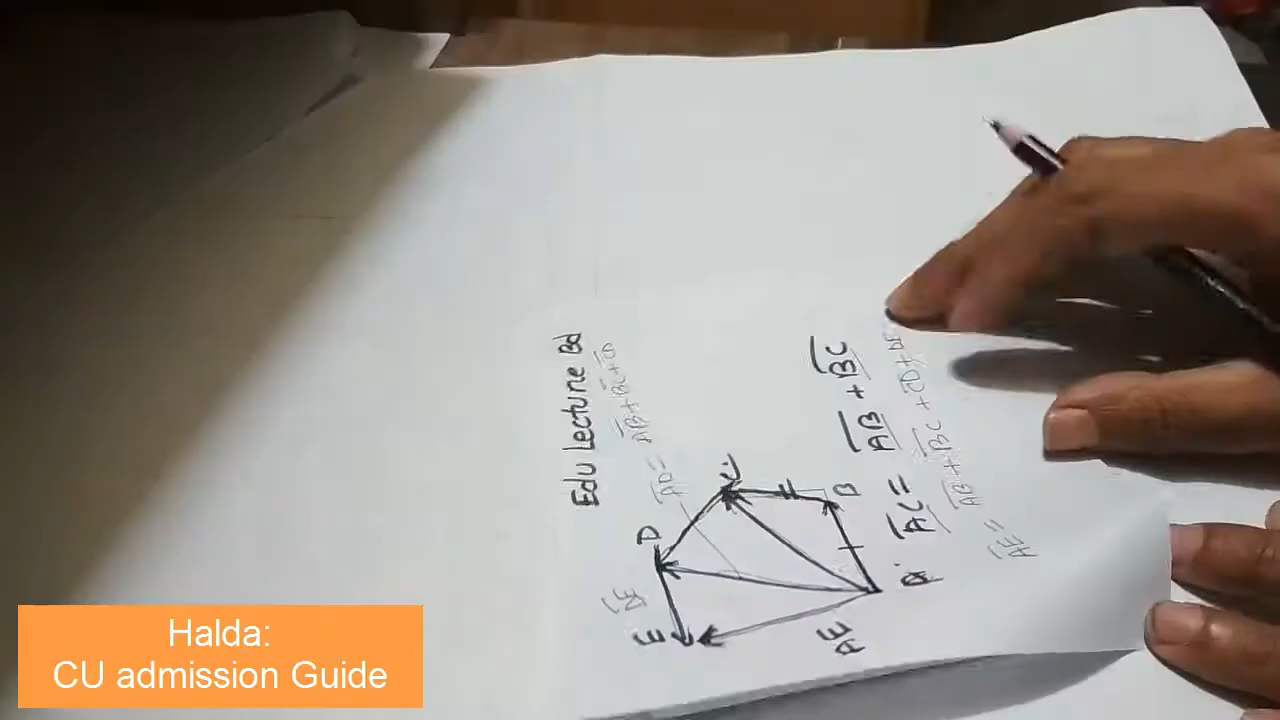 Edu Lecture Bd
AD = AB + BC + CD
D
C
E
DE
B
AE
A
AC = AB + BC
AE = AB + BC + CD + DE
Halda:
CU admission Guide